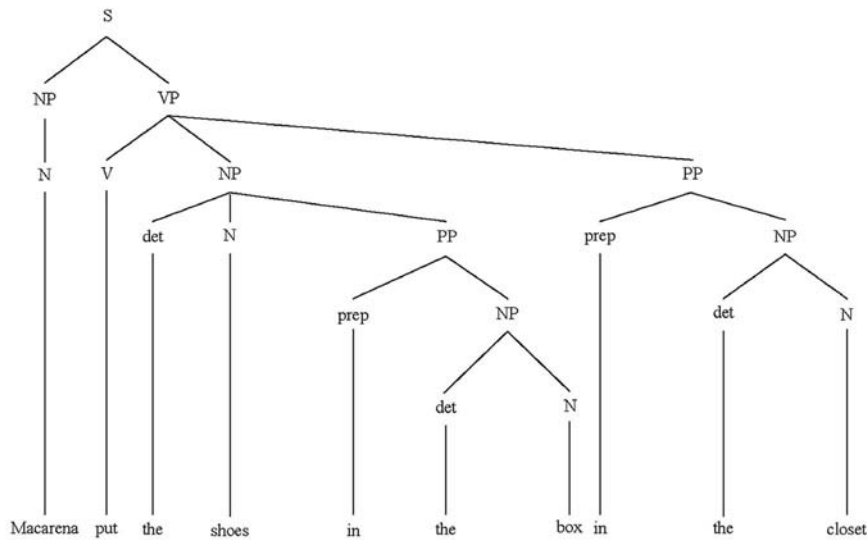 S
NP VP
N V NP PP
det N PP prep NP
prep NP det N
det N
Macarena put the shoes in the box in the closet